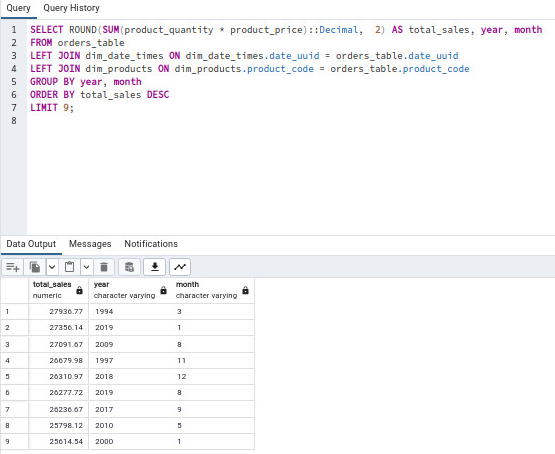 Query Query History
1 SELECT ROUND(SUM(product_quantity * product_price)::Decimal,  2) AS total_sales, year, month
2 FROM orders_table
3 LEFT JOIN dim_date_times ON dim_date_times.date_uuid = orders_table.date_uuid
4 LEFT JOIN dim_products ON dim_products.product_code = orders_table.product_code
5 GROUP BY year, month
6 ORDER BY total_sales DESC
7 LIMIT 9;
8
Data Output Messages Notifications
total_sales year month
numeric character varying character varying
1 27936.77 1994 3
2 27356.14 2019 1
3 27091.67 2009 8
4 26679.98 1997 11
5 26310.97 2018 12
6 26277.72 2019 8
7 26236.67 2017 9
8 25798.12 2010 5
9 25614.54 2000 1